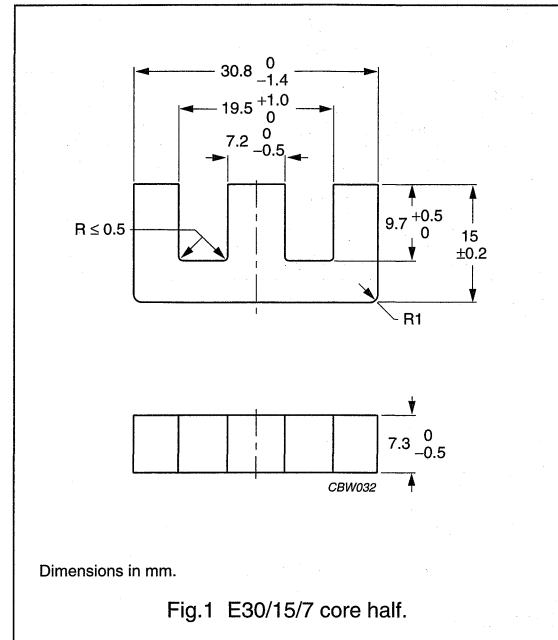 30.8 0 −1.4
19.5 +1.0 0
7.2 0 −0.5
R ≤ 0.5
9.7 +0.5 0
15 ±0.2
R1
7.3 0 −0.5
CBW032
Dimensions in mm.
Fig.1 E30/15/7 core half.